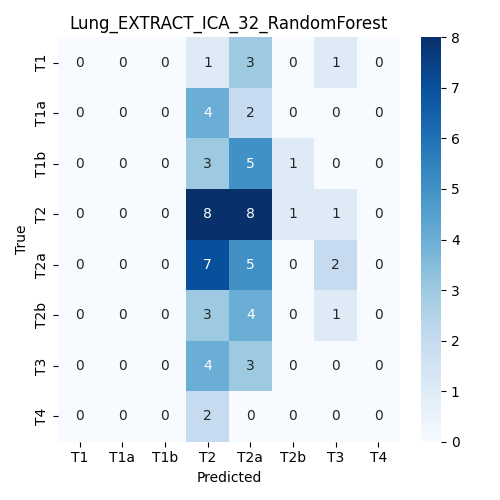 Lung_EXTRACT_ICA_32_RandomForest
T1 0 0 0 1 3 0 1 0
T1a 0 0 0 4 2 0 0 0
T1b 0 0 0 3 5 1 0 0
T2 0 0 0 8 8 1 1 0
T2a 0 0 0 7 5 0 2 0
T2b 0 0 0 3 4 0 1 0
T3 0 0 0 4 3 0 0 0
T4 0 0 0 2 0 0 0 0
T1 T1a T1b T2 T2a T2b T3 T4
Predicted
True
8
7
6
5
4
3
2
1
0